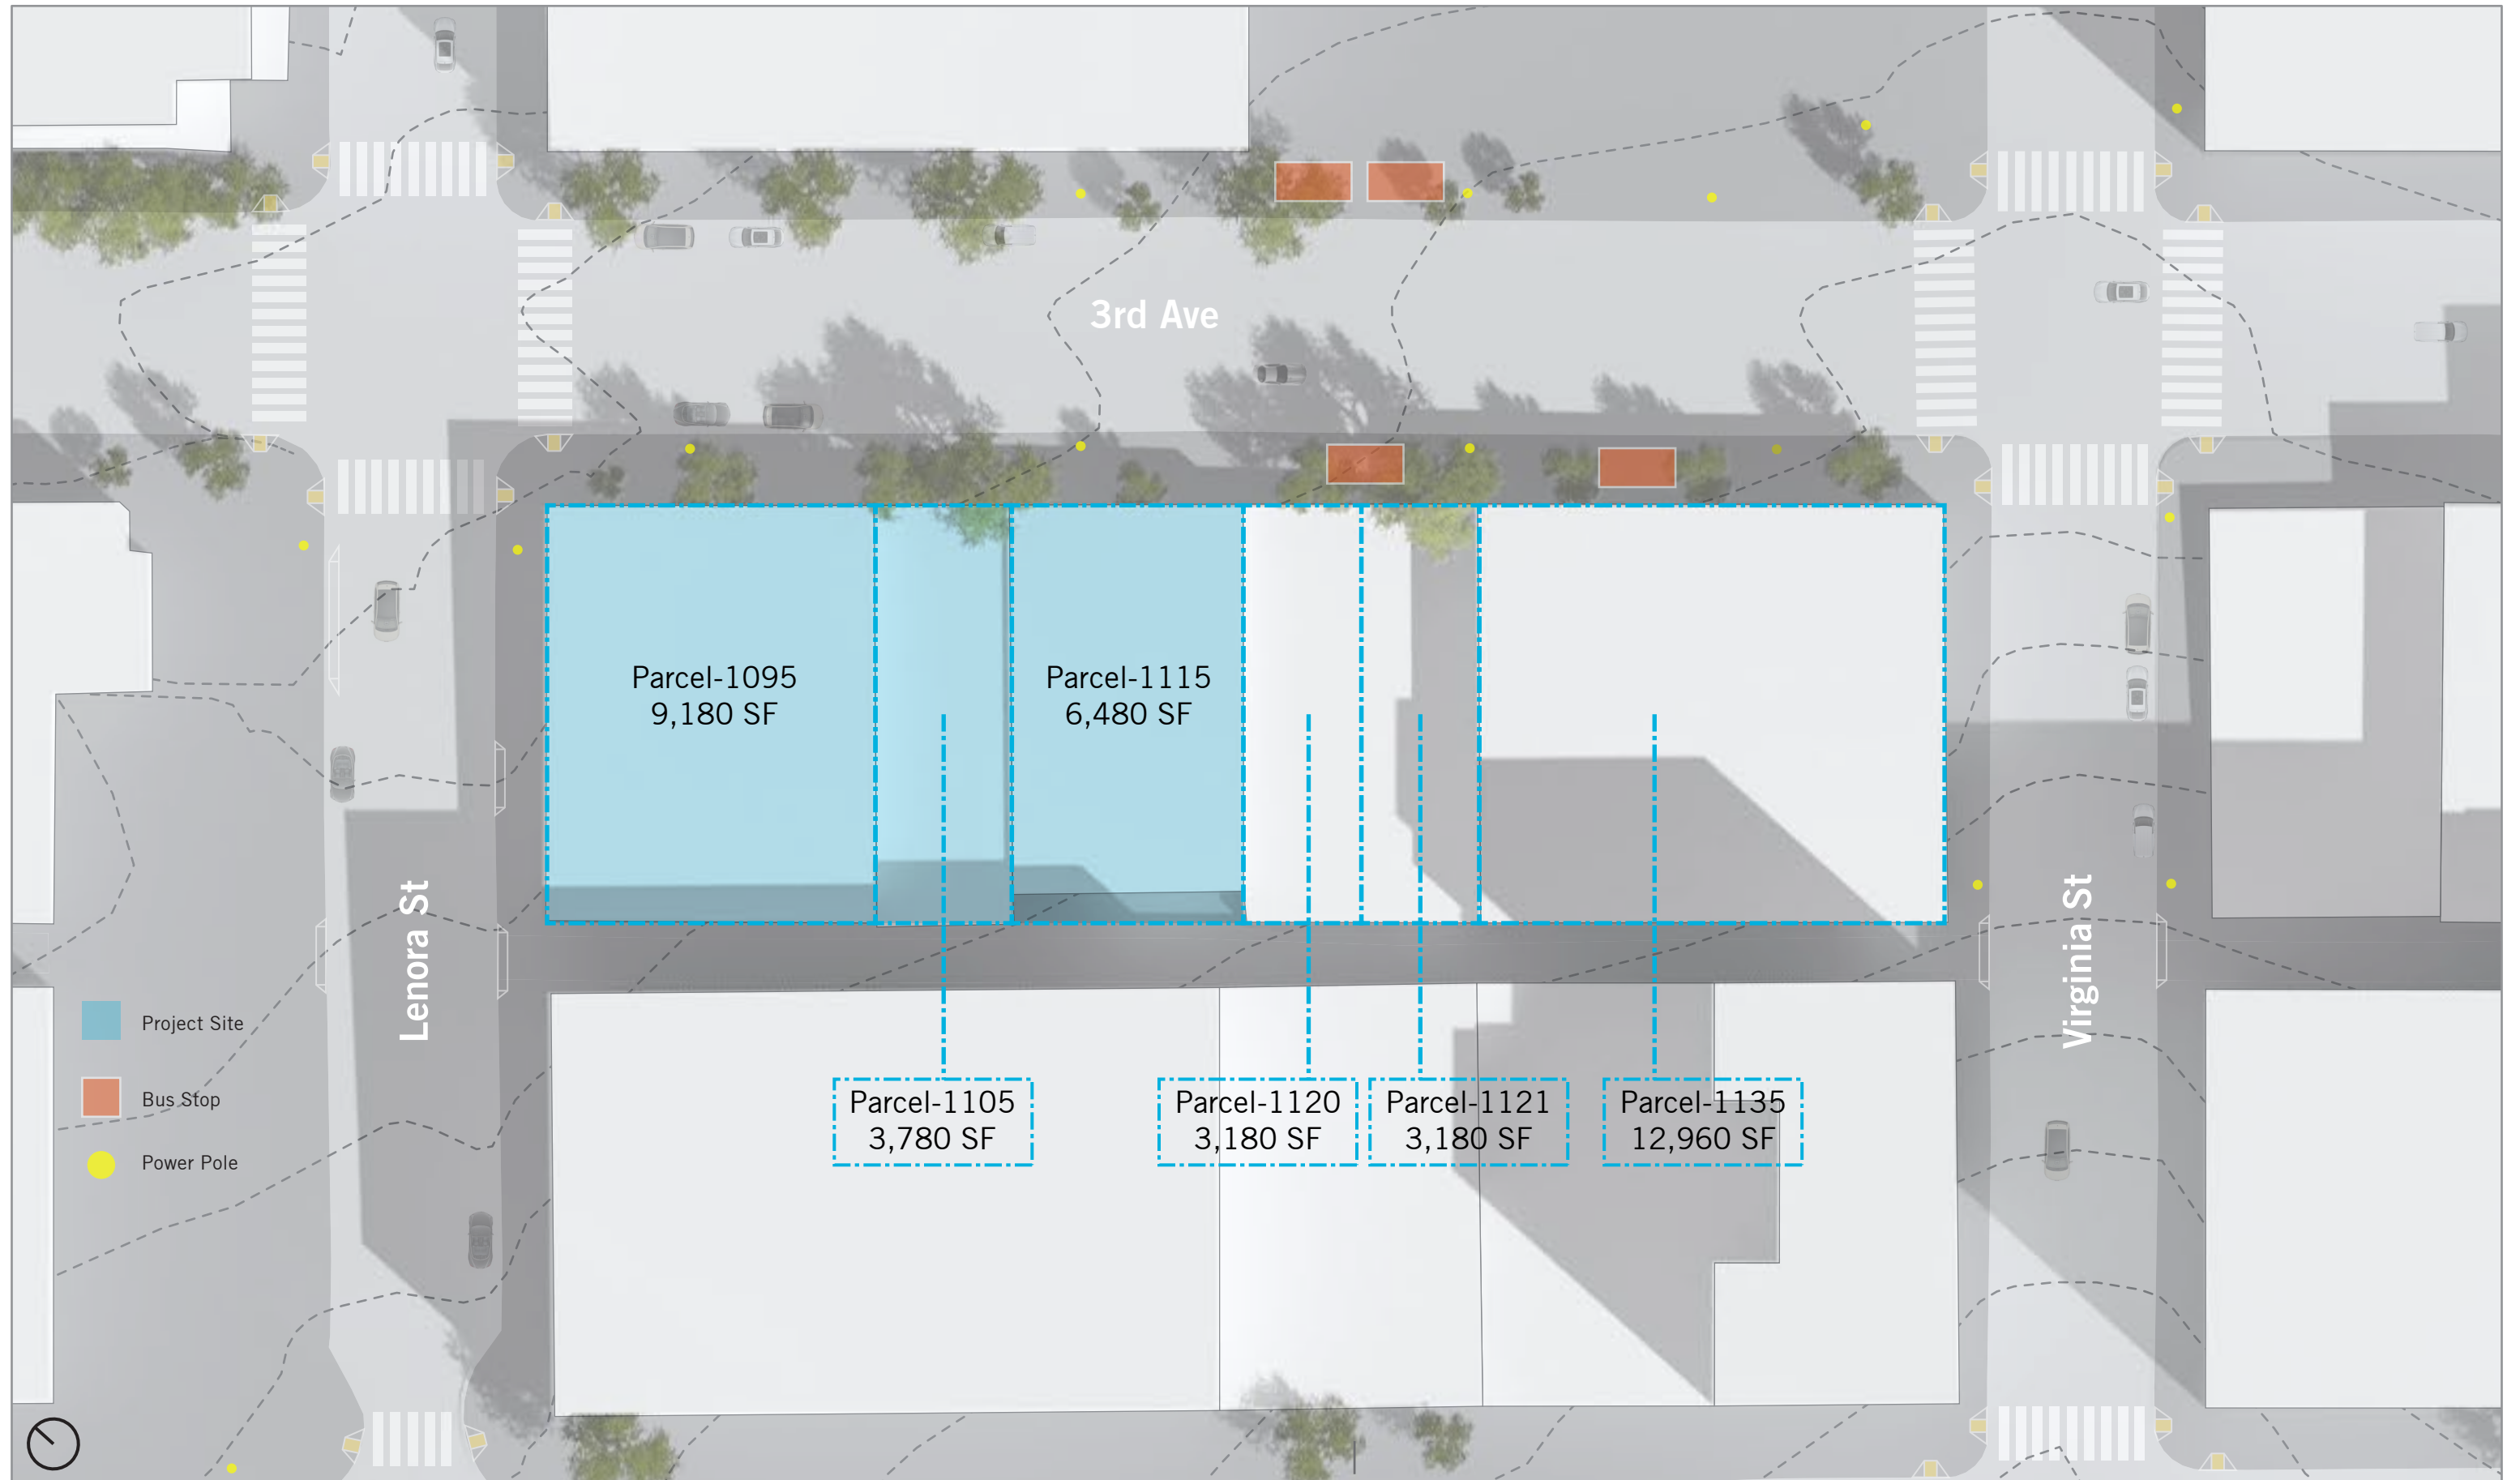 3rd Ave
Parcel-1095
9,180 SF
Parcel-1115
6,480 SF
Lenora St
Virginia St
Project Site
Bus Stop
Power Pole
Parcel-1105
3,780 SF
Parcel-1120
3,180 SF
Parcel-1121
3,180 SF
Parcel-1135
12,960 SF